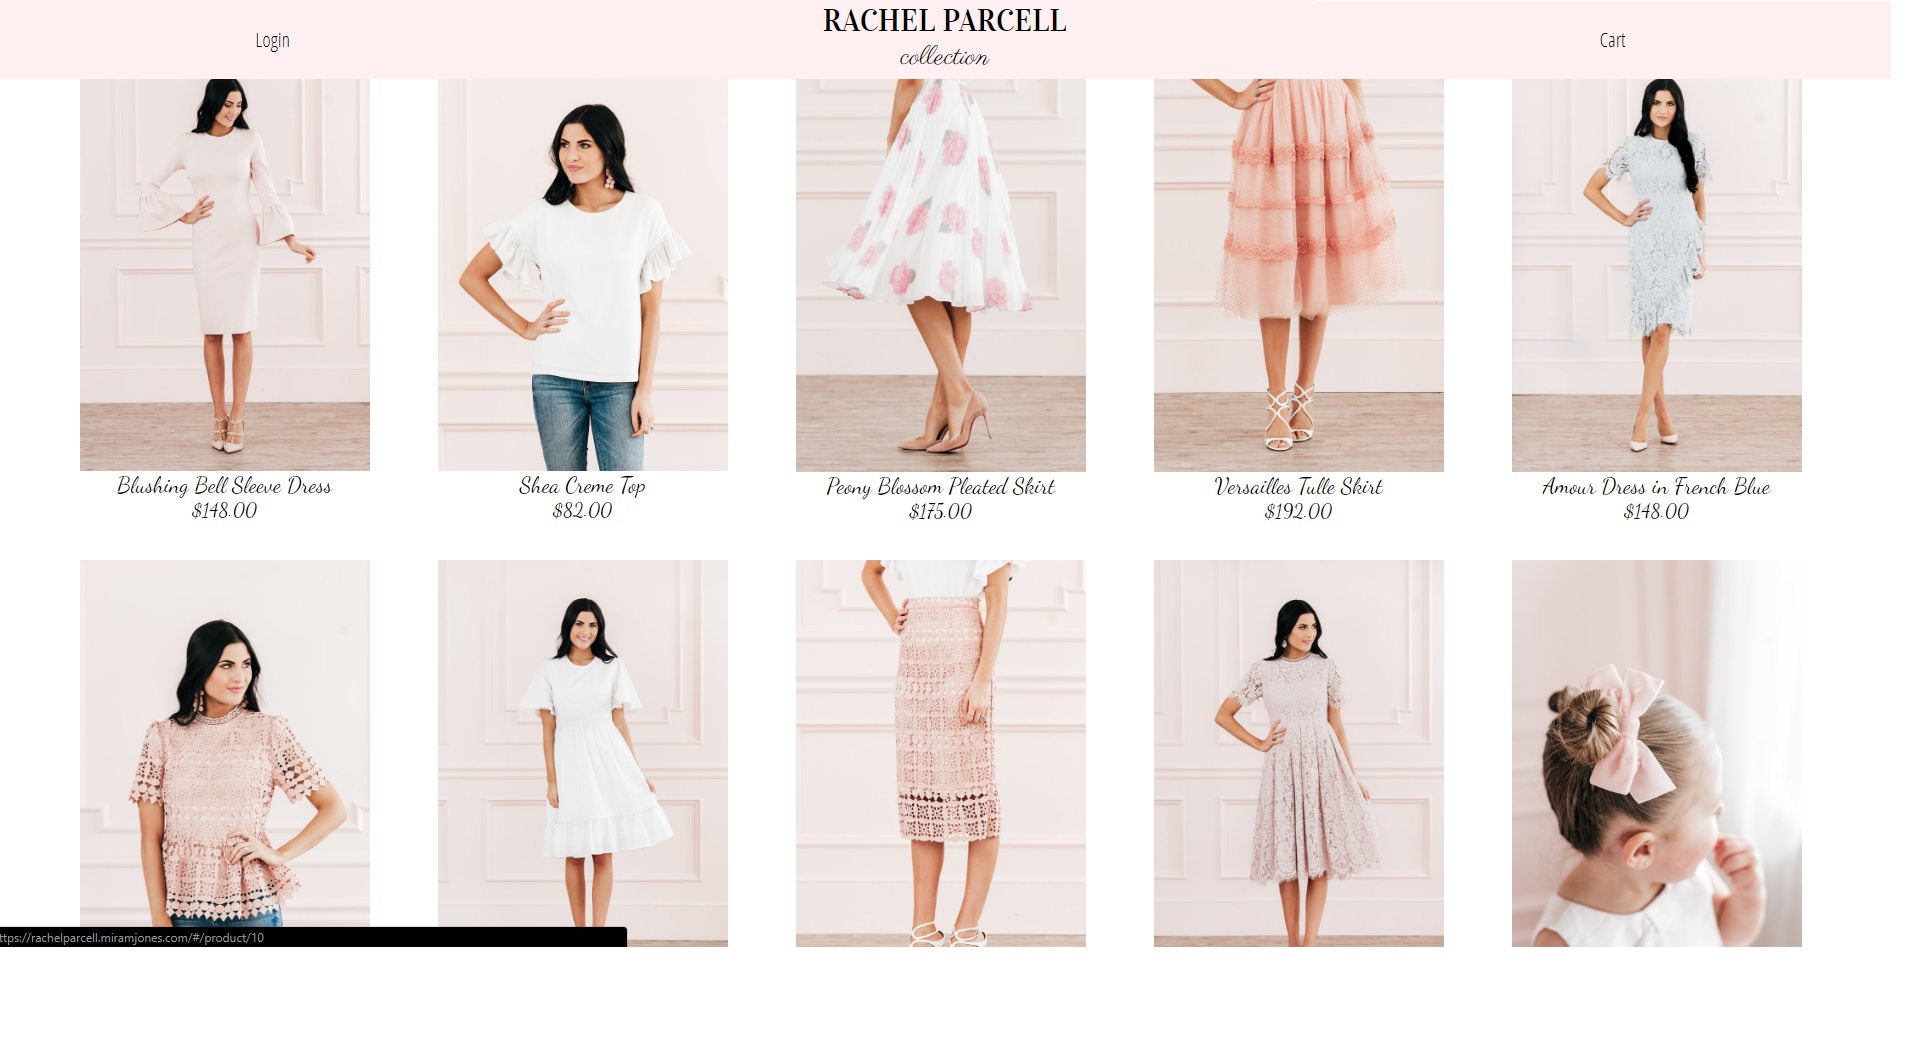 Login
RACHEL PARCELL
collection
Cart
Blushing Bell Sleeve Dress
$148.00
Shea Creme Top
$82.00
Peony Blossom Pleated Skirt
$175.00
Versailles Tulle Skirt
$192.00
Amour Dress in French Blue
$148.00
ttps://rachelparcell.miramjones.com/#/product/10